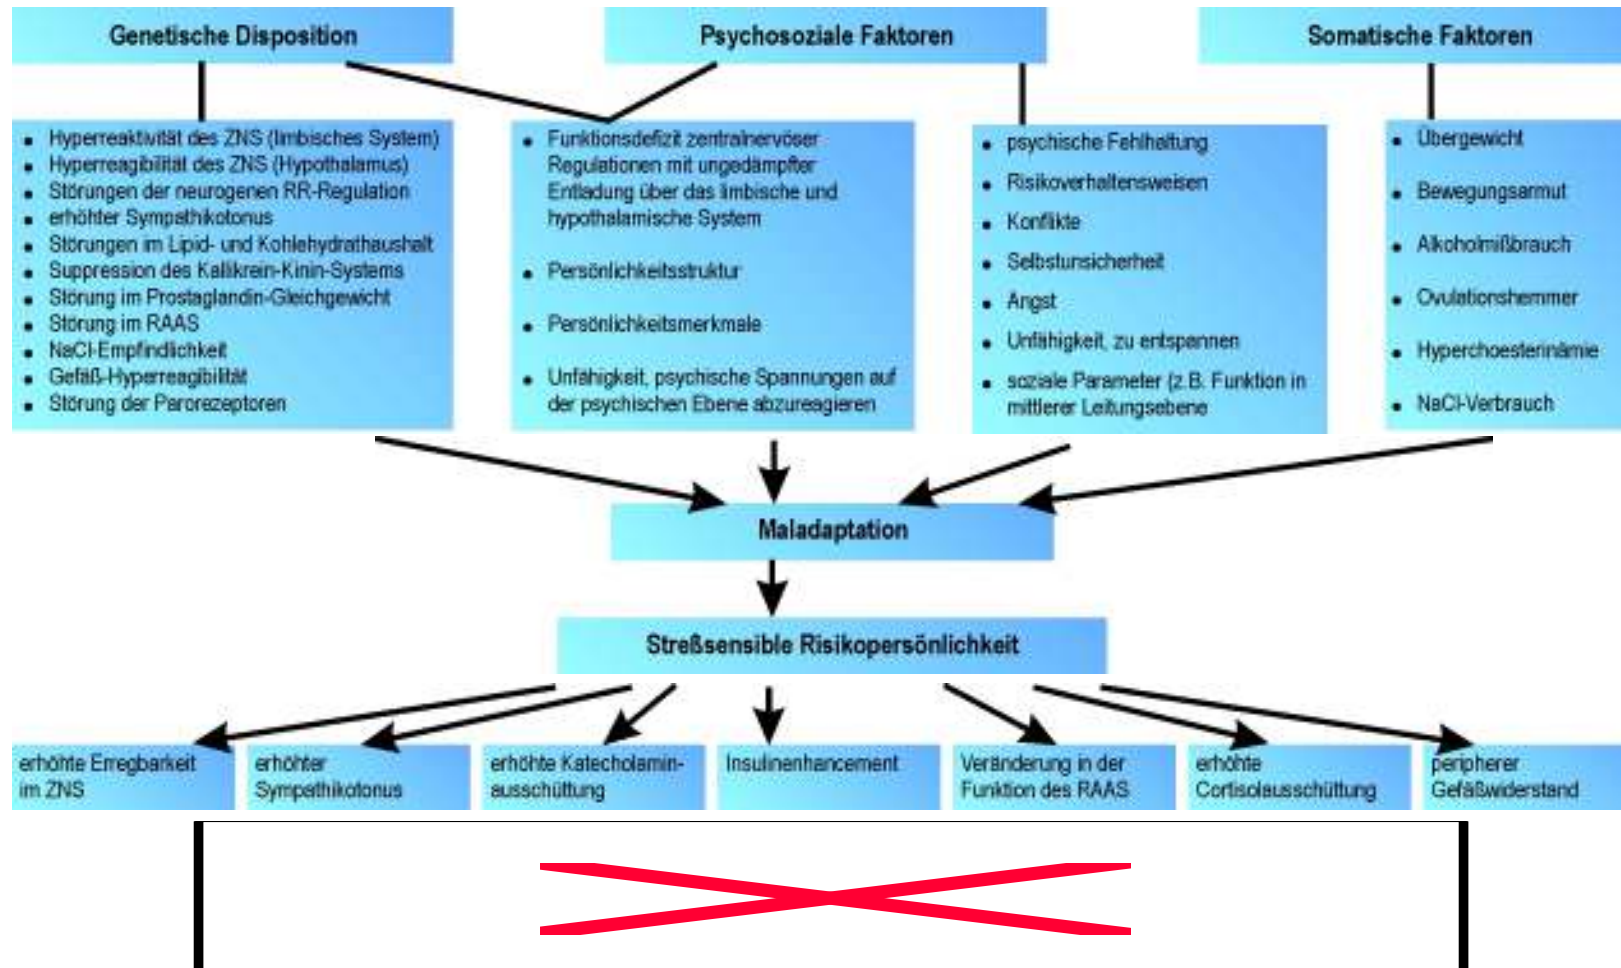 Genetische Disposition
Psychosoziale Faktoren
Somatische Faktoren
• Hyperreaktivität des ZNS (limbisches System)
• Hyperreagibilität des ZNS (Hypothalamus)
• Störungen der neurogenen RR-Regulation
• erhöhter Sympathikotonus
• Störungen im Lipid- und Kohlehydrathaushalt
• Suppression des Kallikrein-Kinin-Systems
• Störung im Prostaglandin-Gleichgewicht
• Störung im RAAS
• NaCl-Empfindlichkeit
• Gefäß-Hyperreagibilität
• Störung der Parorezeptoren
• Funktionsdefizit zentralnervöser
Regulationen mit ungedämpfter
Entladung über das limbische und
hypothalamische System
• Persönlichkeitsstruktur
• Persönlichkeitsmerkmale
• Unfähigkeit, psychische Spannungen auf
der psychischen Ebene abzureagieren
• psychische Fehlhaltung
• Risikoverhaltensweisen
• Konflikte
• Selbstunsicherheit
• Angst
• Unfähigkeit, zu entspannen
• soziale Parameter (z.B. Funktion in
mittlerer Leitungsebene
• Übergewicht
• Bewegungsarmut
• Alkoholmißbrauch
• Ovulationshemmer
• Hyperchoesterinämie
• NaCl-Verbrauch
Maladaptation
Streßsensible Risikopersönlichkeit
erhöhte Erregbarkeit
im ZNS
erhöhter
Sympathikotonus
erhöhte Katecholamin-
ausschüttung
Insulinenhancement
Veränderung in der
Funktion des RAAS
erhöhte
Cortisolausschüttung
peripherer
Gefäßwiderstand